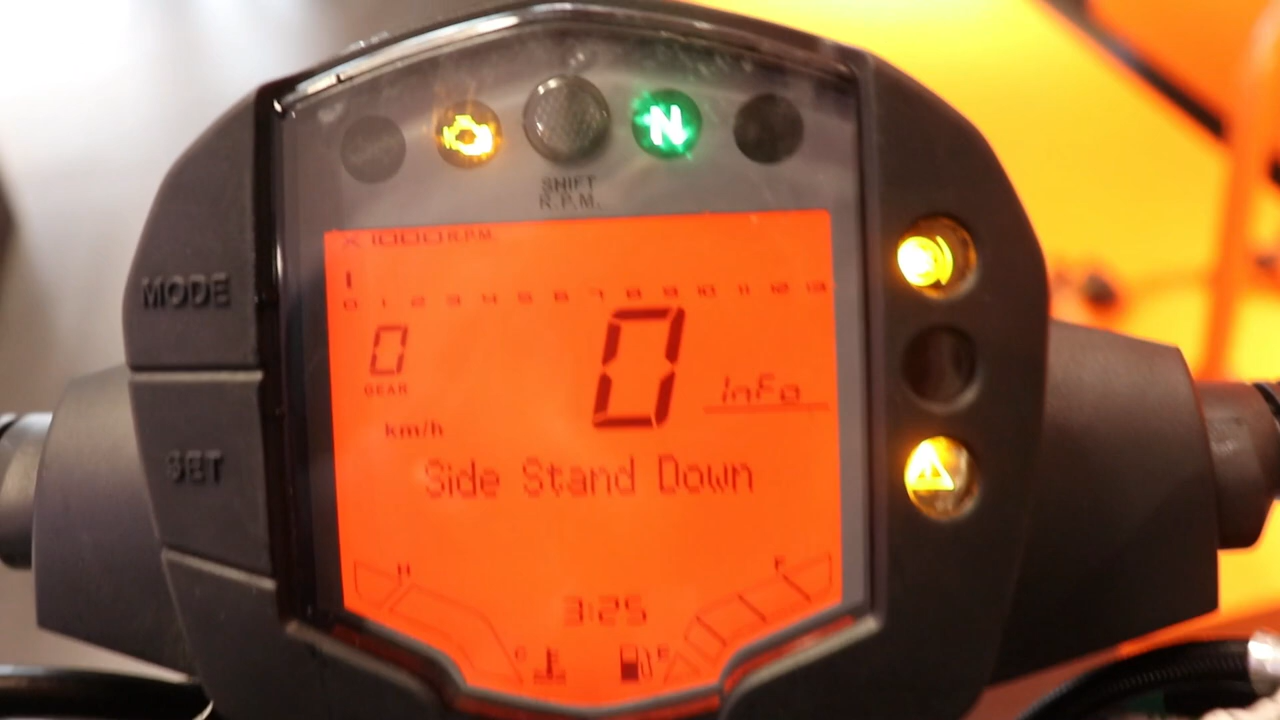 N
SHIFT
R.P.M.
X 1000 R.P.M.
0 1 2 3 4 5 6 7 8 9 10 11 12 13
MODE
0
GEAR
0
info
km/h
SET
Side Stand Down
H
F
3:25
C
E